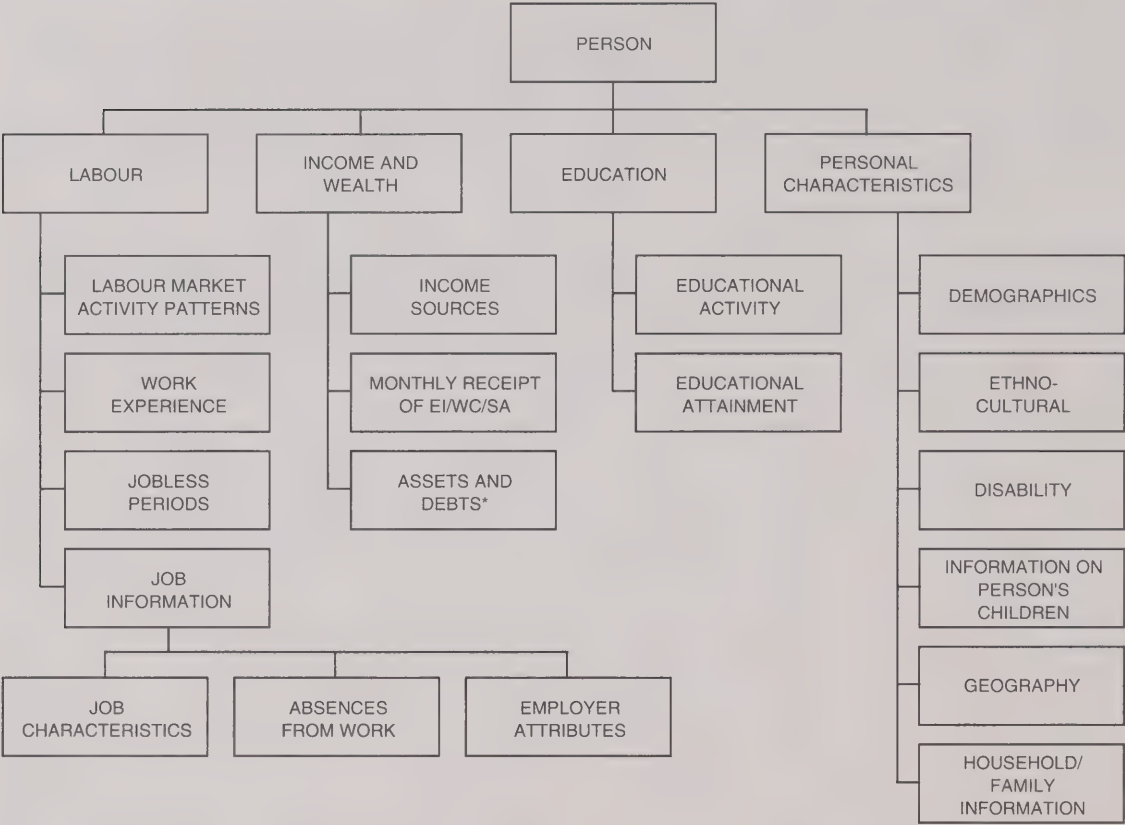 PERSON
LABOUR
INCOME AND
WEALTH
EDUCATION
PERSONAL
CHARACTERISTICS
LABOUR MARKET
ACTIVITY PATTERNS
WORK
EXPERIENCE
JOBLESS
PERIODS
JOB
INFORMATION
JOB
CHARACTERISTICS
ABSENCES
FROM WORK
EMPLOYER
ATTRIBUTES
INCOME
SOURCES
MONTHLY RECEIPT
OF EI/WC/SA
ASSETS AND
DEBTS*
EDUCATIONAL
ACTIVITY
EDUCATIONAL
ATTAINMENT
DEMOGRAPHICS
ETHNO-
CULTURAL
DISABILITY
INFORMATION ON
PERSON'S
CHILDREN
GEOGRAPHY
HOUSEHOLD/
FAMILY
INFORMATION